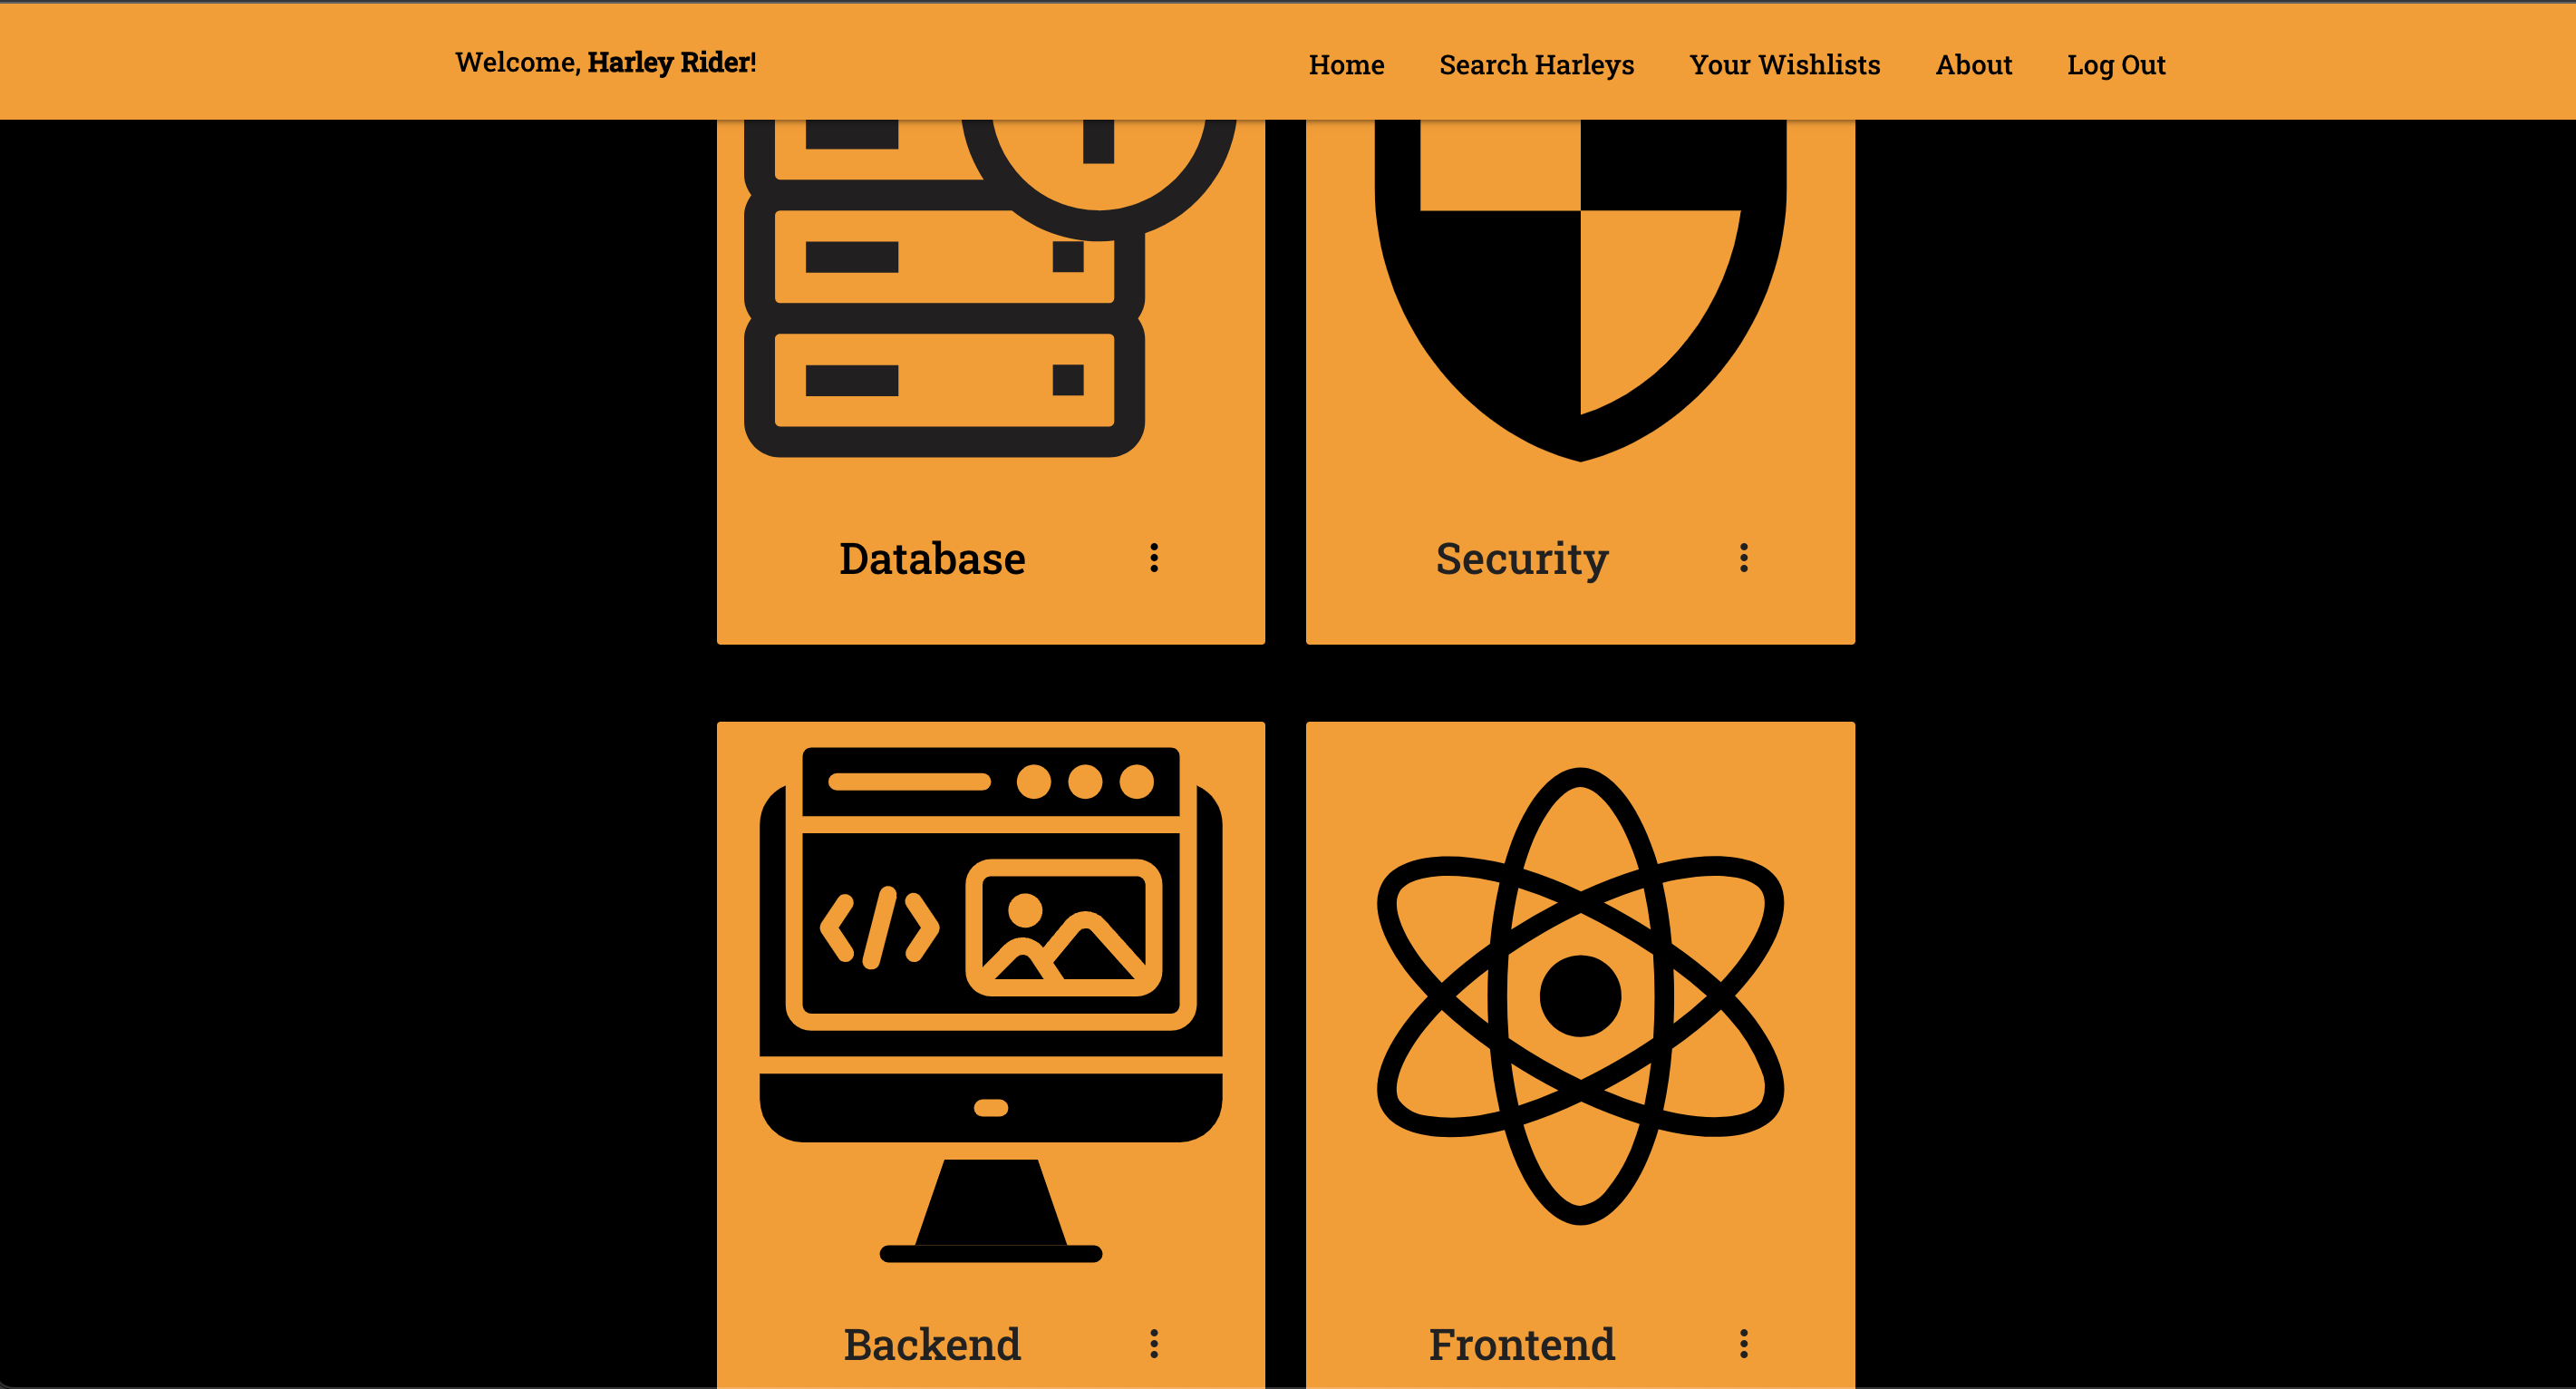 Welcome, Harley Rider!
Home Search Harleys Your Wishlists About Log Out
Database
Security
Backend
Frontend